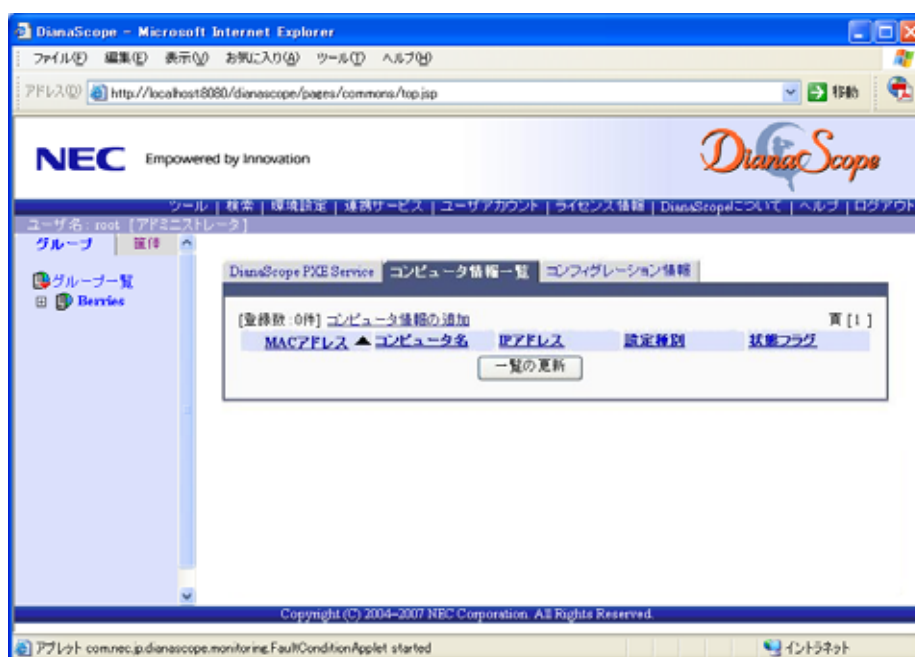 DianaScope - Microsoft Internet Explorer
ファイル(F) 編集(E) 表示(V) お気に入り(A) ツール(T) ヘルプ(H)
アドレス(D) http://localhost:8080/dianascope/pages/commons/top.jsp 移動
NEC Empowered by Innovation DianaScope
ツール | 検索 | 環境設定 | 連携サービス | ユーザアカウント | ライセンス情報 | DianaScopeについて | ヘルプ | ログアウト
ユーザ名 : root [アドミニストレータ]
グループ 筐体
グループ一覧
Berries
DianaScope PXE Service コンピュータ情報一覧 コンフィグレーション情報
[登録数 : 0件] コンピュータ情報の追加 頁 [1 ]
MACアドレス ▲ コンピュータ名 IPアドレス 設定種別 状態フラグ
一覧の更新
Copyright (C) 2004-2007 NEC Corporation. All Rights Reserved.
アプレット com.nec.jp.dianascope.monitoring.FaultConditionApplet started イントラネット